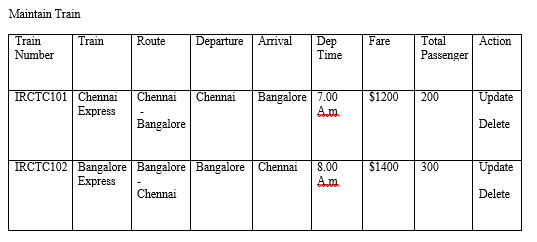 Maintain Train
Train Number | Train | Route | Departure | Arrival | Dep Time | Fare | Total Passenger | Action
IRCTC101 | Chennai Express | Chennai - Bangalore | Chennai | Bangalore | 7.00 A.m | $1200 | 200 | Update Delete
IRCTC102 | Bangalore Express | Bangalore - Chennai | Bangalore | Chennai | 8.00 A.m | $1400 | 300 | Update Delete